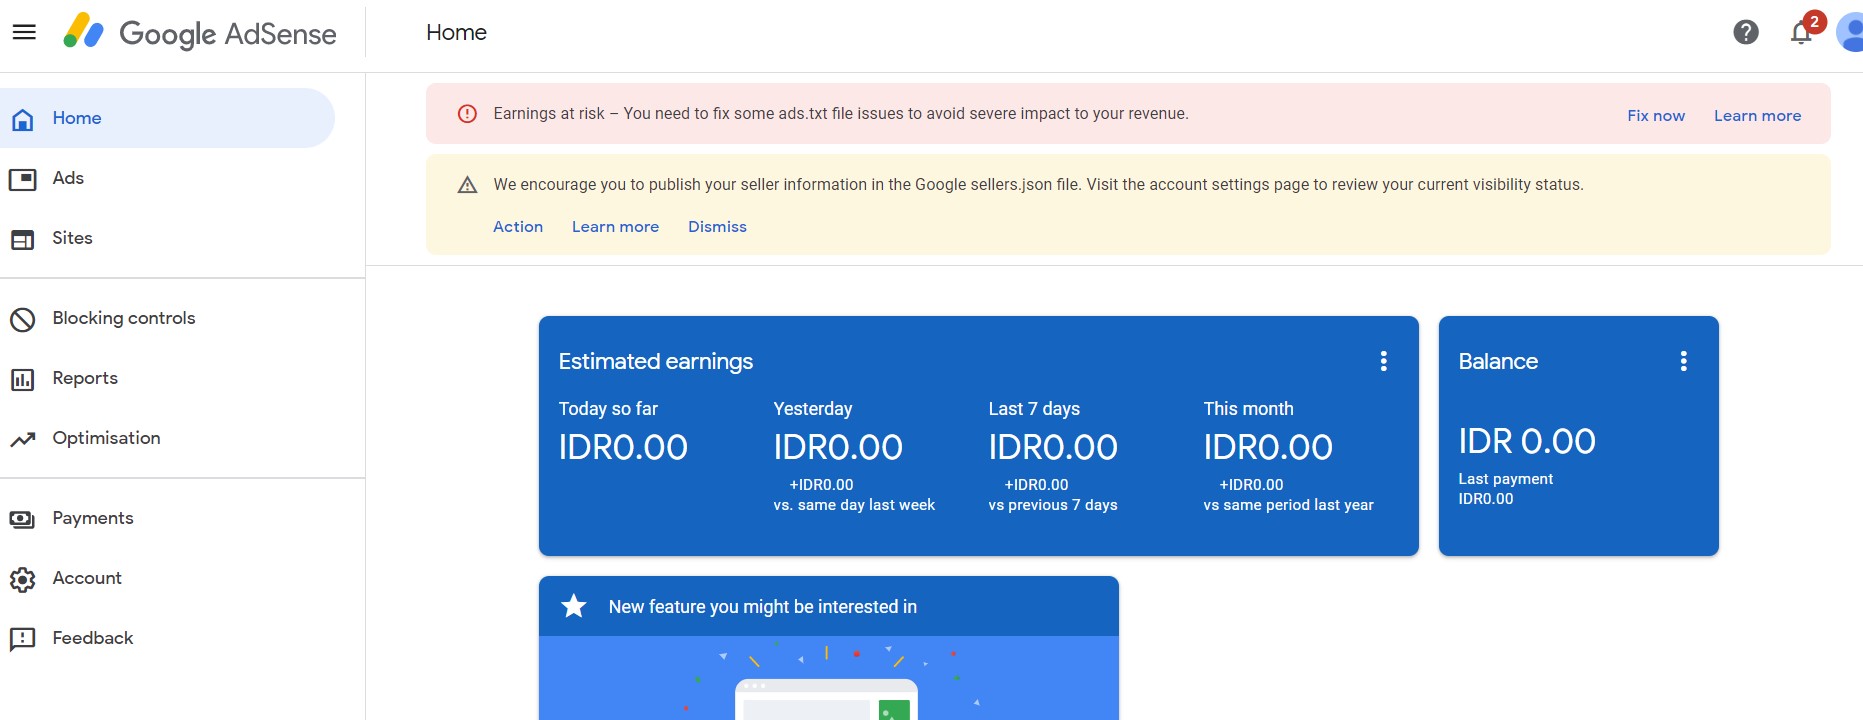 Google AdSense
Home
2
Home
Ads
Sites
Blocking controls
Reports
Optimisation
Payments
Account
Feedback
Earnings at risk – You need to fix some ads.txt file issues to avoid severe impact to your revenue.
Fix now Learn more
We encourage you to publish your seller information in the Google sellers.json file. Visit the account settings page to review your current visibility status.
Action Learn more Dismiss
Estimated earnings
Today so far Yesterday Last 7 days This month
IDR0.00 IDR0.00 IDR0.00 IDR0.00
+IDR0.00 +IDR0.00 +IDR0.00
vs. same day last week vs previous 7 days vs same period last year
Balance
IDR 0.00
Last payment
IDR0.00
New feature you might be interested in